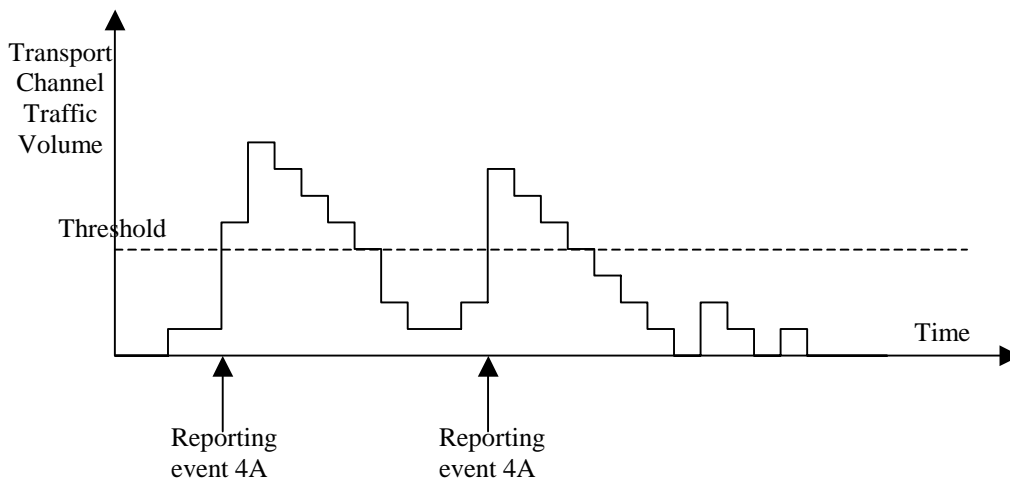 Transport
Channel
Traffic
Volume
Threshold
Time
Reporting
event 4A
Reporting
event 4A